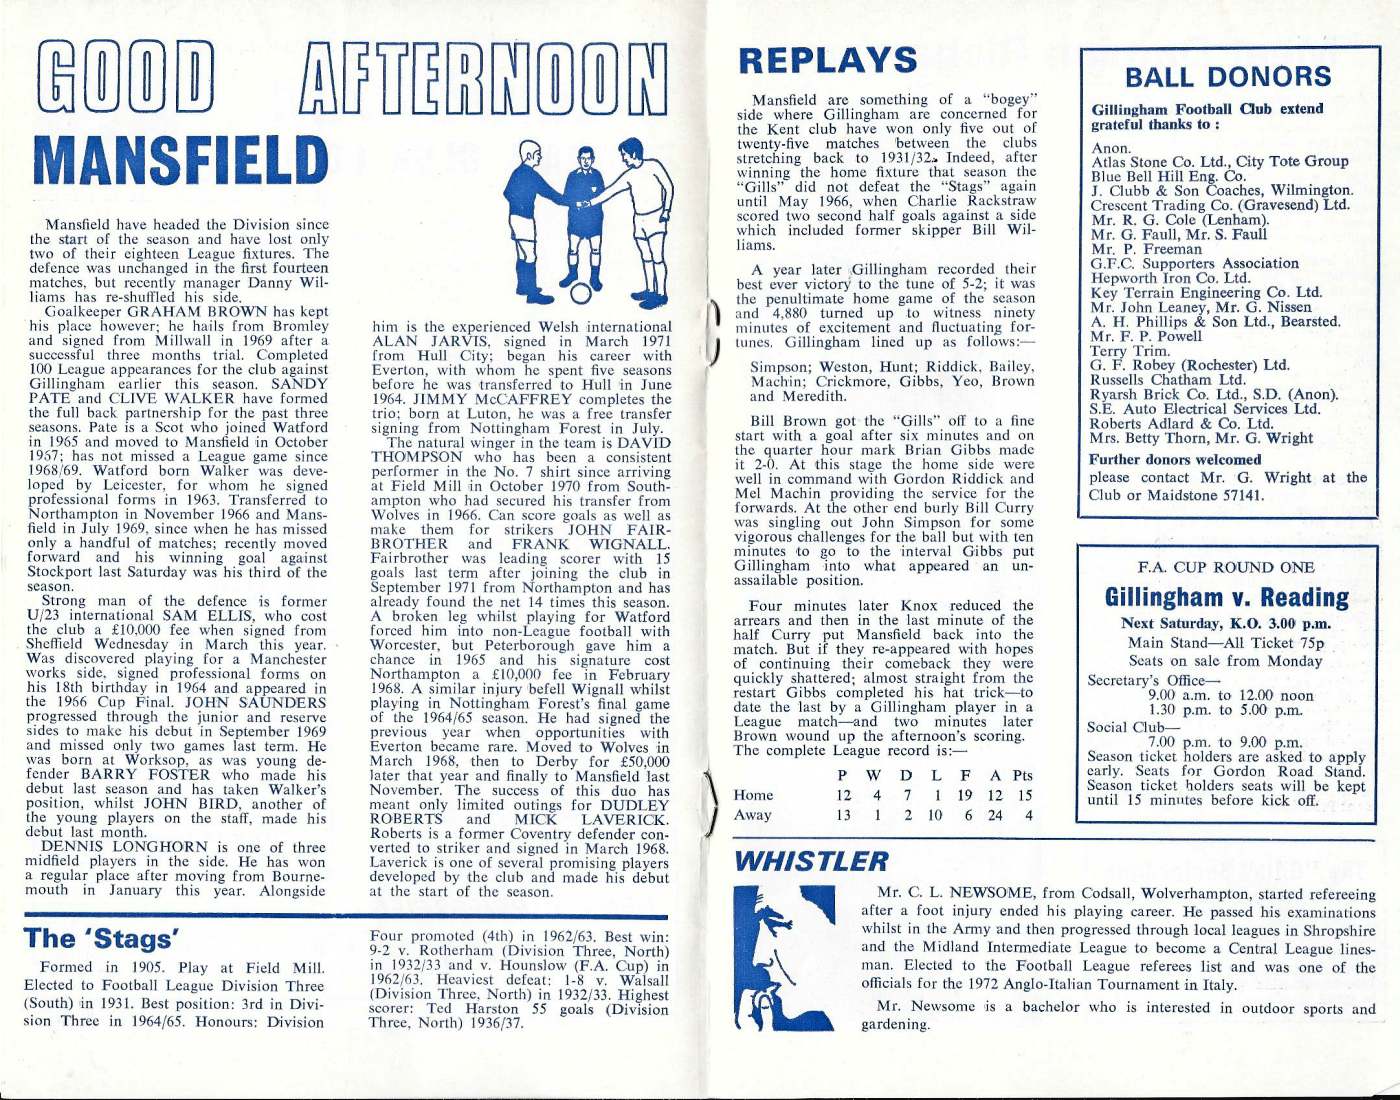 GOOD AFTERNOON
MANSFIELD
Mansfield have headed the Division since
the start of the season and have lost only
two of their eighteen League fixtures. The
defence was unchanged in the first fourteen
matches, but recently manager Danny Wil-
liams has re-shuffled his side.
Goalkeeper GRAHAM BROWN has kept
his place however; he hails from Bromley
and signed from Millwall in 1969 after a
successful three months trial. Completed
100 League appearances for the club against
Gillingham earlier this season. SANDY
PATE and CLIVE WALKER have formed
the full back partnership for the past three
seasons. Pate is a Scot who joined Watford
in 1965 and moved to Mansfield in October
1967; has not missed a League game since
1968/69. Watford born Walker was deve-
loped by Leicester, for whom he signed
professional forms in 1963. Transferred to
Northampton in November 1966 and Mans-
field in July 1969, since when he has missed
only a handful of matches; recently moved
forward and his winning goal against
Stockport last Saturday was his third of the
season.
Strong man of the defence is former
U/23 international SAM ELLIS, who cost
the club a £10,000 fee when signed from
Sheffield Wednesday in March this year.
Was discovered playing for a Manchester
works side, signed professional forms on
his 18th birthday in 1964 and appeared in
the 1966 Cup Final. JOHN SAUNDERS
progressed through the junior and reserve
sides to make his debut in September 1969
and missed only two games last term. He
was born at Worksop, as was young de-
fender BARRY FOSTER who made his
debut last season and has taken Walker's
position, whilst JOHN BIRD, another of
the young players on the staff, made his
debut last month.
DENNIS LONGHORN is one of three
midfield players in the side. He has won
a regular place after moving from Bourne-
mouth in January this year. Alongside
him is the experienced Welsh international
ALAN JARVIS, signed in March 1971
from Hull City; began his career with
Everton, with whom he spent five seasons
before he was transferred to Hull in June
1964. JIMMY McCAFFREY completes the
trio; born at Luton, he was a free transfer
signing from Nottingham Forest in July.
The natural winger in the team is DAVID
THOMPSON who has been a consistent
performer in the No. 7 shirt since arriving
at Field Mill in October 1970 from South-
ampton who had secured his transfer from
Wolves in 1966. Can score goals as well as
make them for strikers JOHN FAIR-
BROTHER and FRANK WIGNALL.
Fairbrother was leading scorer with 15
goals last term after joining the club in
September 1971 from Northampton and has
already found the net 14 times this season.
A broken leg whilst playing for Watford
forced him into non-League football with
Worcester, but Peterborough gave him a
chance in 1965 and his signature cost
Northampton a £10,000 fee in February
1968. A similar injury befell Wignall whilst
playing in Nottingham Forest's final game
of the 1964/65 season. He had signed the
previous year when opportunities with
Everton became rare. Moved to Wolves in
March 1968, then to Derby for £50,000
later that year and finally to Mansfield last
November. The success of this duo has
meant only limited outings for DUDLEY
ROBERTS and MICK LAVERICK.
Roberts is a former Coventry defender con-
verted to striker and signed in March 1968.
Laverick is one of several promising players
developed by the club and made his debut
at the start of the season.
The 'Stags'
Formed in 1905. Play at Field Mill.
Elected to Football League Division Three
(South) in 1931. Best position: 3rd in Divi-
sion Three in 1964/65. Honours: Division
Four promoted (4th) in 1962/63. Best win:
9-2 v. Rotherham (Division Three, North)
in 1932/33 and v. Hounslow (F.A. Cup) in
1962/63. Heaviest defeat: 1-8 v. Walsall
(Division Three, North) in 1932/33. Highest
scorer: Ted Harston 55 goals (Division
Three, North) 1936/37.
REPLAYS
Mansfield are something of a "bogey"
side where Gillingham are concerned for
the Kent club have won only five out of
twenty-five matches between the clubs
stretching back to 1931/32. Indeed, after
winning the home fixture that season the
"Gills" did not defeat the "Stags" again
until May 1966, when Charlie Rackstraw
scored two second half goals against a side
which included former skipper Bill Wil-
liams.
A year later Gillingham recorded their
best ever victory to the tune of 5-2; it was
the penultimate home game of the season
and 4,880 turned up to witness ninety
minutes of excitement and fluctuating for-
tunes. Gillingham lined up as follows:—
Simpson; Weston, Hunt; Riddick, Bailey,
Machin; Crickmore, Gibbs, Yeo, Brown
and Meredith.
Bill Brown got the "Gills" off to a fine
start with a goal after six minutes and on
the quarter hour mark Brian Gibbs made
it 2-0. At this stage the home side were
well in command with Gordon Riddick and
Mel Machin providing the service for the
forwards. At the other end burly Bill Curry
was singling out John Simpson for some
vigorous challenges for the ball but with ten
minutes to go to the interval Gibbs put
Gillingham into what appeared an un-
assailable position.
Four minutes later Knox reduced the
arrears and then in the last minute of the
half Curry put Mansfield back into the
match. But if they re-appeared with hopes
of continuing their comeback they were
quickly shattered; almost straight from the
restart Gibbs completed his hat trick—to
date the last by a Gillingham player in a
League match—and two minutes later
Brown wound up the afternoon's scoring.
The complete League record is:—
P W D L F A Pts
Home 12 4 7 1 19 12 15
Away 13 1 2 10 6 24 4
BALL DONORS
Gillingham Football Club extend
grateful thanks to :
Anon.
Atlas Stone Co. Ltd., City Tote Group
Blue Bell Hill Eng. Co.
J. Clubb & Son Coaches, Wilmington.
Crescent Trading Co. (Gravesend) Ltd.
Mr. R. G. Cole (Lenham).
Mr. G. Faull, Mr. S. Faull
Mr. P. Freeman
G.F.C. Supporters Association
Hepworth Iron Co. Ltd.
Key Terrain Engineering Co. Ltd.
Mr. John Leaney, Mr. G. Nissen
A. H. Phillips & Son Ltd., Bearsted.
Mr. F. P. Powell
Terry Trim.
G. F. Robey (Rochester) Ltd.
Russells Chatham Ltd.
Ryarsh Brick Co. Ltd., S.D. (Anon).
S.E. Auto Electrical Services Ltd.
Roberts Adlard & Co. Ltd.
Mrs. Betty Thorn, Mr. G. Wright
Further donors welcomed
please contact Mr. G. Wright at the
Club or Maidstone 57141.
F.A. CUP ROUND ONE
Gillingham v. Reading
Next Saturday, K.O. 3.00 p.m.
Main Stand—All Ticket 75p
Seats on sale from Monday
Secretary's Office—
9.00 a.m. to 12.00 noon
1.30 p.m. to 5.00 p.m.
Social Club—
7.00 p.m. to 9.00 p.m.
Season ticket holders are asked to apply
early. Seats for Gordon Road Stand.
Season ticket holders seats will be kept
until 15 minutes before kick off.
WHISTLER
Mr. C. L. NEWSOME, from Codsall, Wolverhampton, started refereeing
after a foot injury ended his playing career. He passed his examinations
whilst in the Army and then progressed through local leagues in Shropshire
and the Midland Intermediate League to become a Central League lines-
man. Elected to the Football League referees list and was one of the
officials for the 1972 Anglo-Italian Tournament in Italy.
Mr. Newsome is a bachelor who is interested in outdoor sports and
gardening.